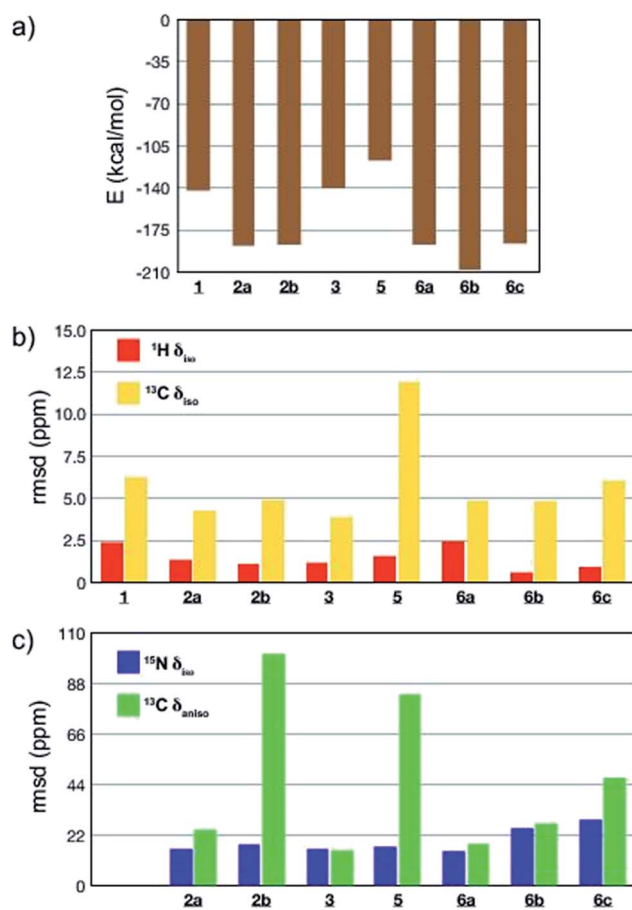 a)
E (kcal/mol)
0
-35
-70
-105
-140
-175
-210
1 2a 2b 3 5 6a 6b 6c
b)
rmsd (ppm)
15.0
12.5
10.0
7.5
5.0
2.5
0
¹H δiso
¹³C δiso
1 2a 2b 3 5 6a 6b 6c
c)
rmsd (ppm)
110
88
66
44
22
0
¹⁵N δiso
¹³C δaniso
2a 2b 3 5 6a 6b 6c